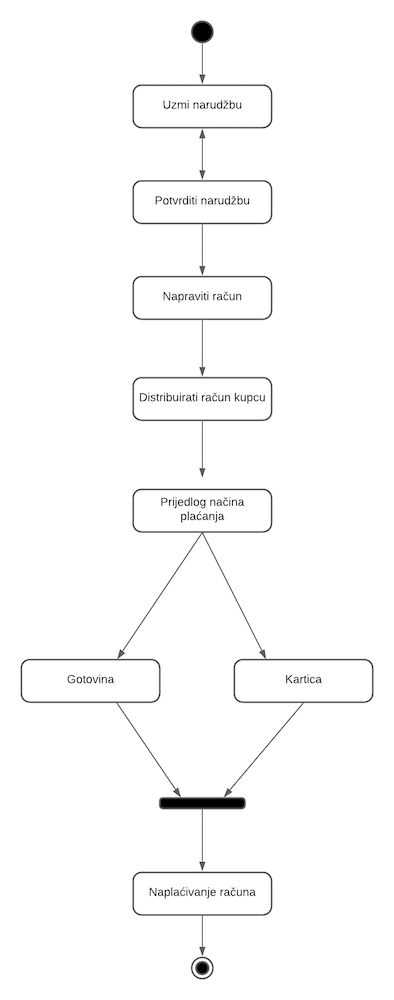 Uzmi narudžbu
Potvrditi narudžbu
Napraviti račun
Distribuirati račun kupcu
Prijedlog načina
plaćanja
Gotovina
Kartica
Naplaćivanje računa